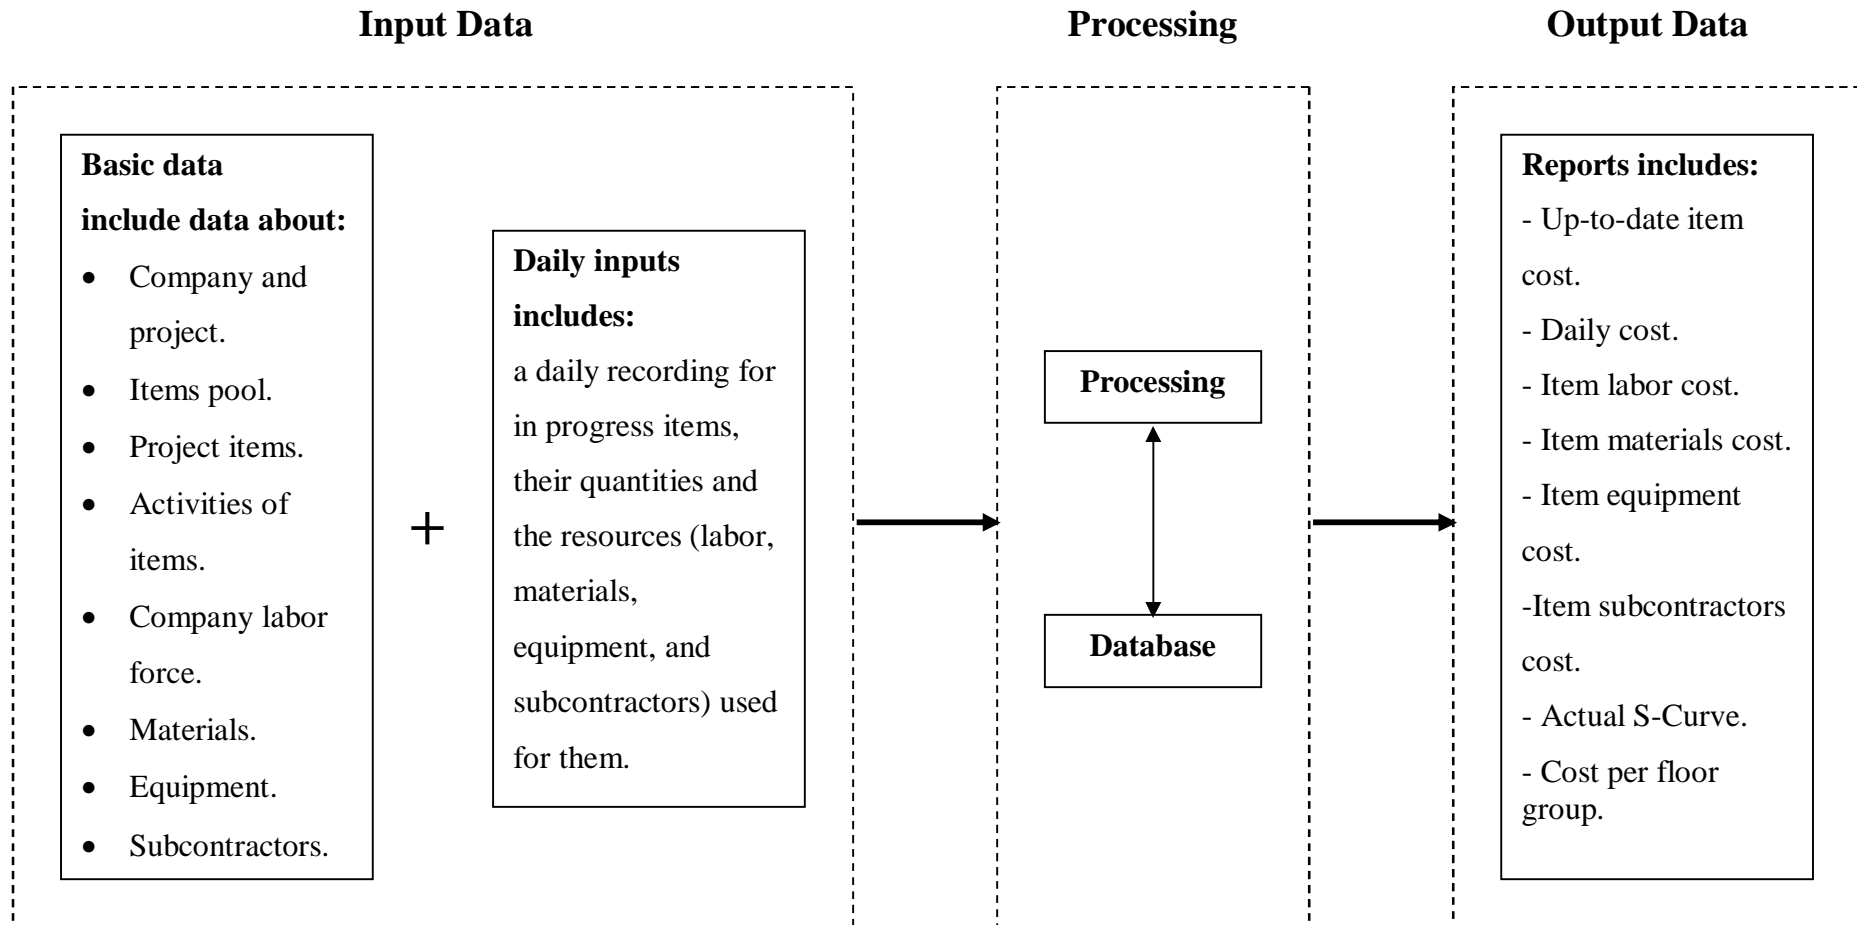 Input Data
Processing
Output Data
Basic data
include data about:
• Company and
project.
• Items pool.
• Project items.
• Activities of
items.
• Company labor
force.
• Materials.
• Equipment.
• Subcontractors.
+
Daily inputs
includes:
a daily recording for
in progress items,
their quantities and
the resources (labor,
materials,
equipment, and
subcontractors) used
for them.
Processing
Database
Reports includes:
- Up-to-date item
cost.
- Daily cost.
- Item labor cost.
- Item materials cost.
- Item equipment
cost.
-Item subcontractors
cost.
- Actual S-Curve.
- Cost per floor
group.